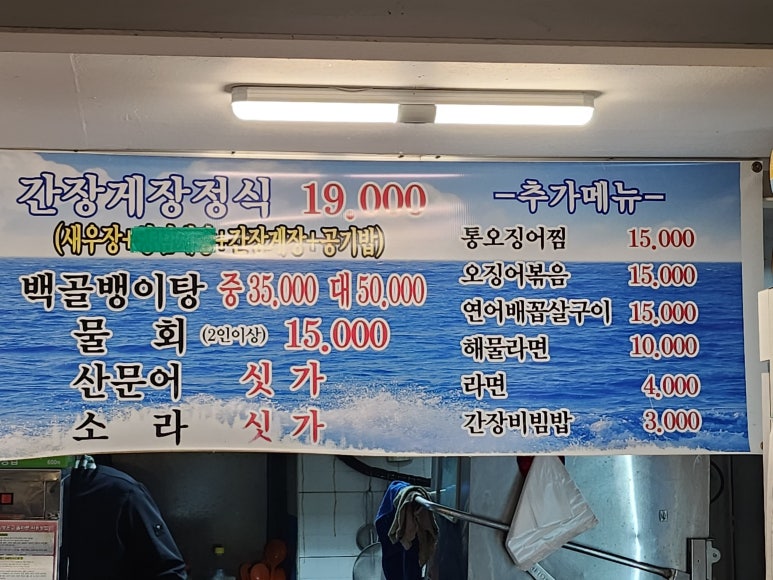 간장게장정식 19,000
(새우장+간장게장+공기밥)
백골뱅이탕 중 35,000 대 50,000
물 회 (2인이상) 15,000
산문어 싯 가
소 라 싯 가
-추가메뉴-
통오징어찜 15,000
오징어볶음 15,000
연어배꼽살구이 15,000
해물라면 10,000
라면 4,000
간장비빔밥 3,000